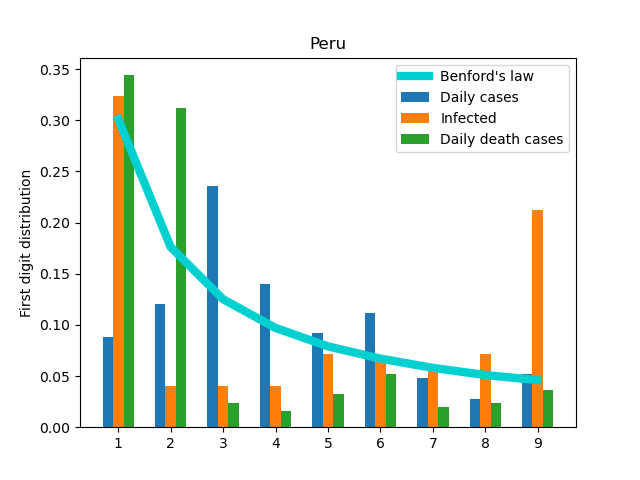 Peru
First digit distribution
0.35
0.30
0.25
0.20
0.15
0.10
0.05
0.00
1 2 3 4 5 6 7 8 9
Benford's law
Daily cases
Infected
Daily death cases